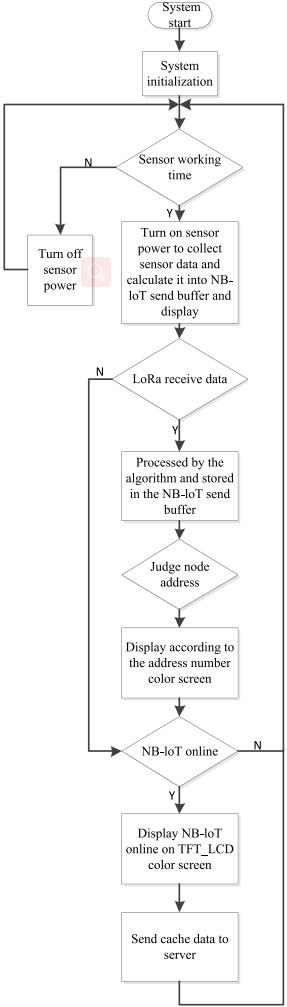 System
start
System
initialization
Sensor working
time
N
Y
Turn off
sensor
power
Turn on sensor
power to collect
sensor data and
calculate it into NB-
loT send buffer and
display
LoRa receive data
N
Y
Processed by the
algorithm and stored
in the NB-loT send
buffer
Judge node
address
Display according to
the address number
color screen
NB-loT online
N
Y
Display NB-loT
online on TFT_LCD
color screen
Send cache data to
server